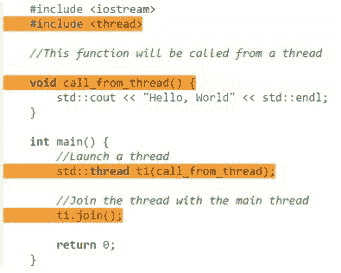 #include <iostream>
#include <thread>
//This function will be called from a thread
void call_from_thread() {
std::cout << "Hello, World" << std::endl;
}
int main() {
//Launch a thread
std::thread t1(call_from_thread);
//Join the thread with the main thread
t1.join();
return 0;
}